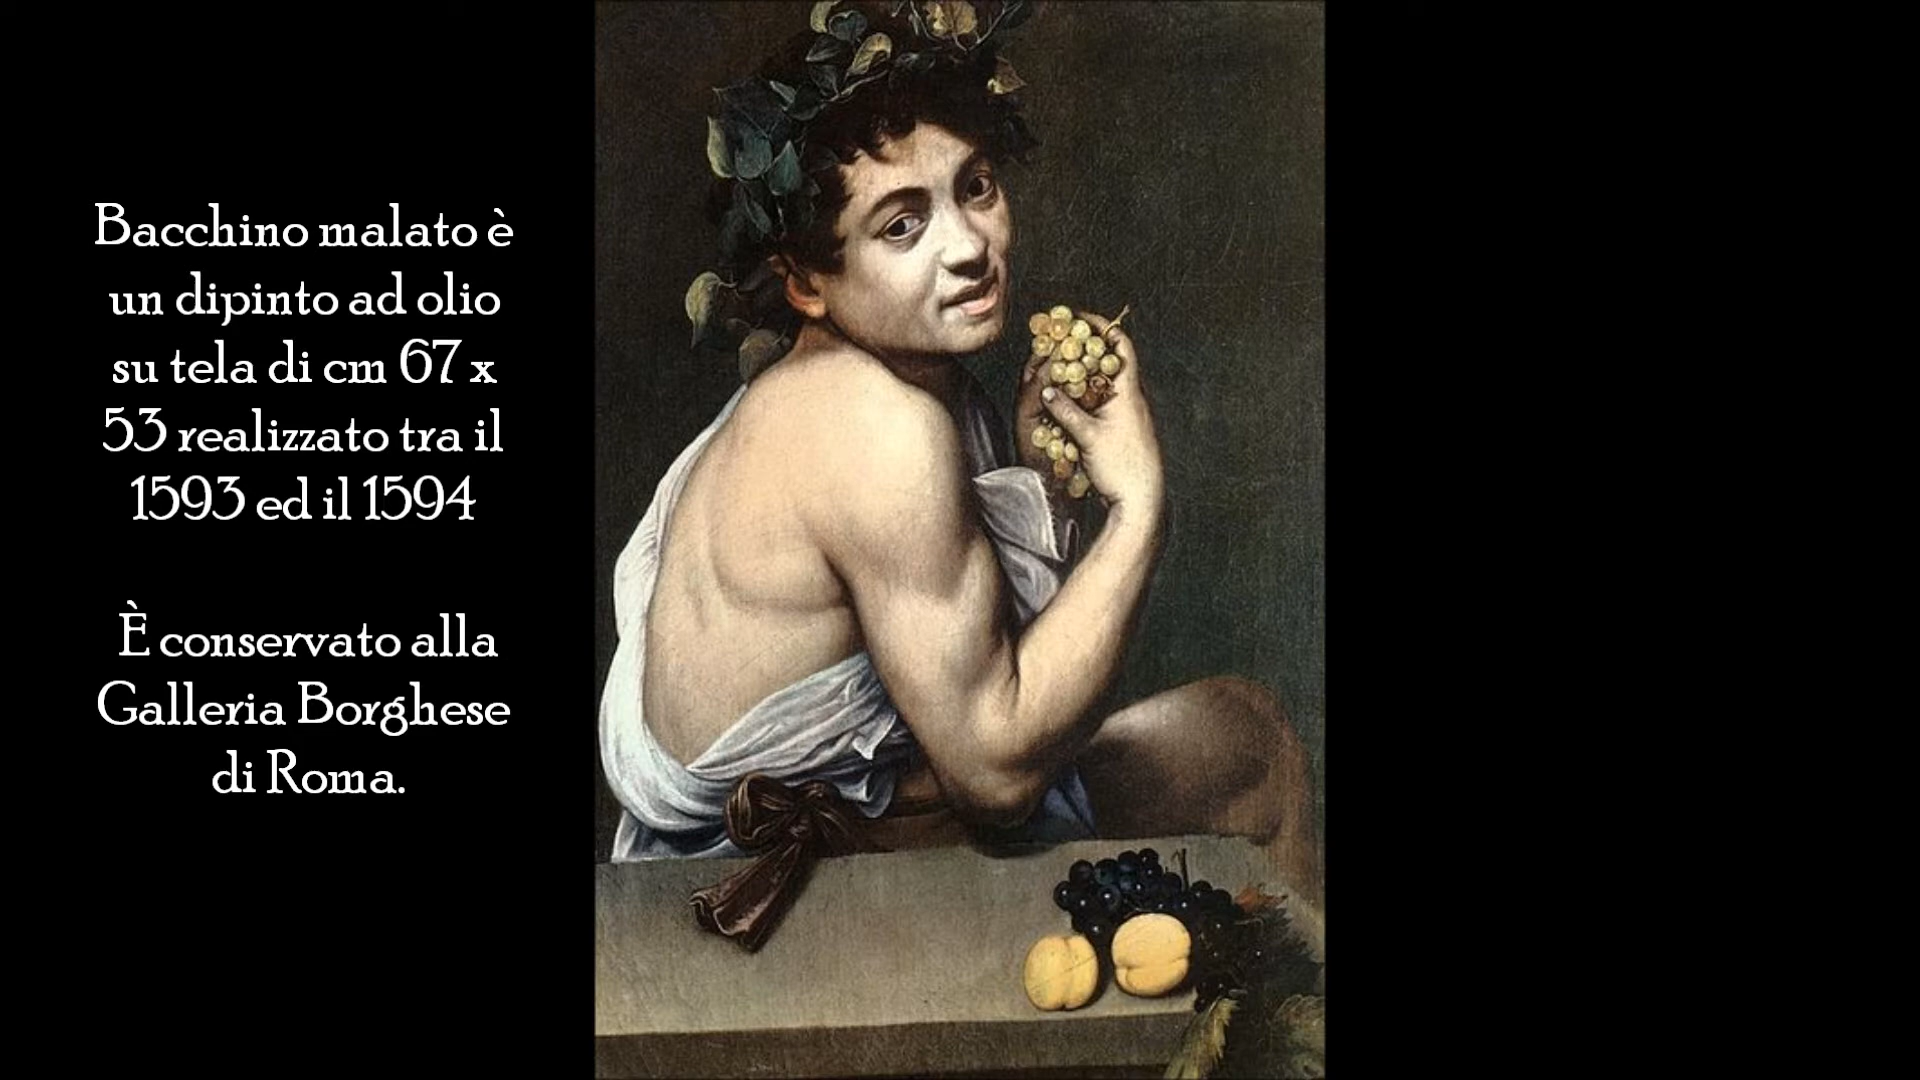 Bacchino malato è
un dipinto ad olio
su tela di cm 67 x
53 realizzato tra il
1593 ed il 1594
È conservato alla
Galleria Borghese
di Roma.